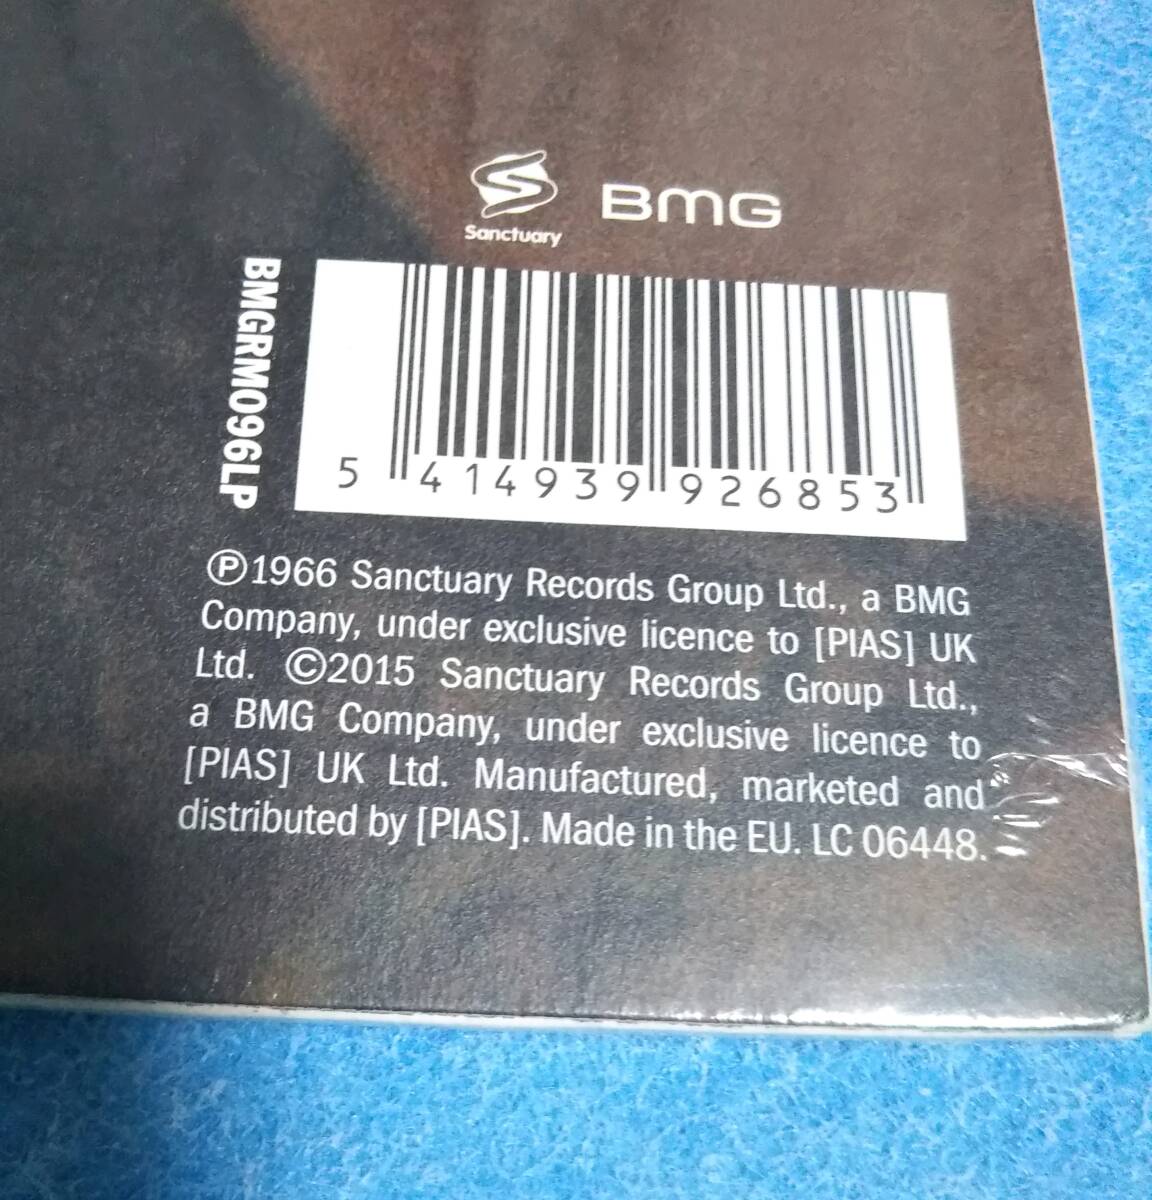 Sanctuary
BMG
BMGRM096LP
5 414939 926853
℗1966 Sanctuary Records Group Ltd., a BMG
Company, under exclusive licence to [PIAS] UK
Ltd. ©2015 Sanctuary Records Group Ltd.,
a BMG Company, under exclusive licence to
[PIAS] UK Ltd. Manufactured, marketed and
distributed by [PIAS]. Made in the EU. LC 06448.